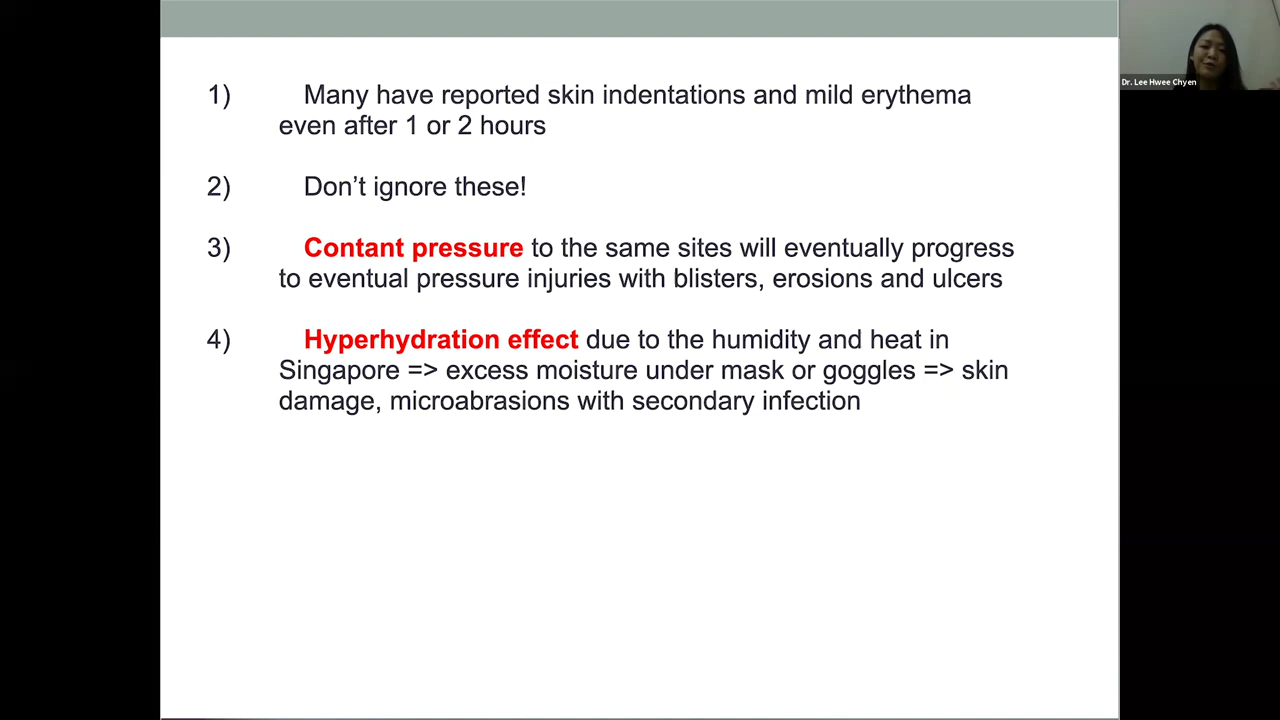 Dr. Lee Hwee Chyen
1) Many have reported skin indentations and mild erythema
even after 1 or 2 hours
2) Don’t ignore these!
3) Contant pressure to the same sites will eventually progress
to eventual pressure injuries with blisters, erosions and ulcers
4) Hyperhydration effect due to the humidity and heat in
Singapore => excess moisture under mask or goggles => skin
damage, microabrasions with secondary infection